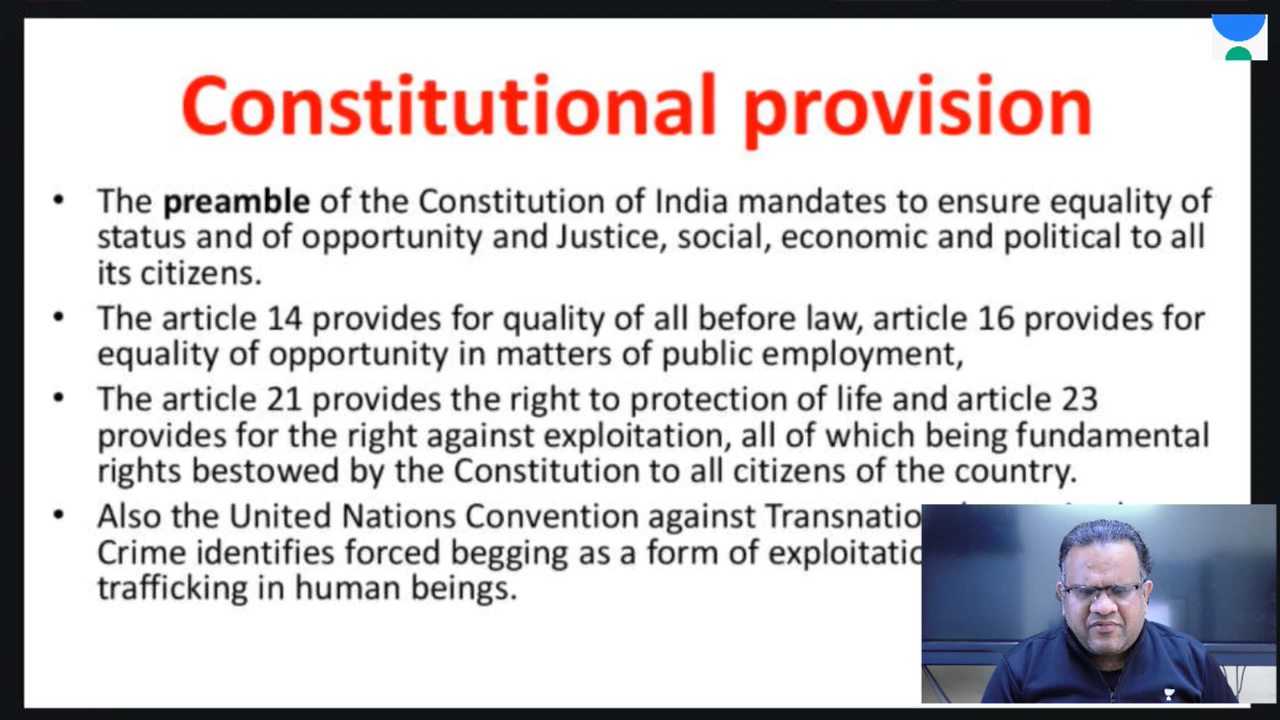 Constitutional provision
• The preamble of the Constitution of India mandates to ensure equality of
status and of opportunity and Justice, social, economic and political to all
its citizens.
• The article 14 provides for quality of all before law, article 16 provides for
equality of opportunity in matters of public employment,
• The article 21 provides the right to protection of life and article 23
provides for the right against exploitation, all of which being fundamental
rights bestowed by the Constitution to all citizens of the country.
• Also the United Nations Convention against
Crime identifies forced begging as a form of
trafficking in human beings.